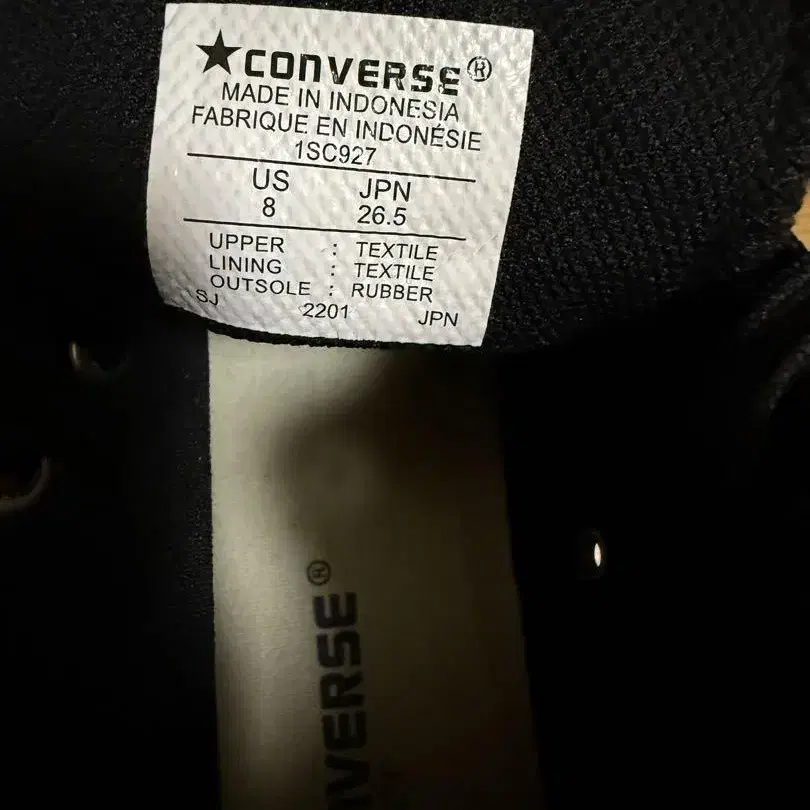 ★CONVERSE®
MADE IN INDONESIA
FABRIQUE EN INDONÉSIE
1SC927
US JPN
8 26.5
UPPER : TEXTILE
LINING : TEXTILE
OUTSOLE : RUBBER
SJ 2201 JPN
VERSE®